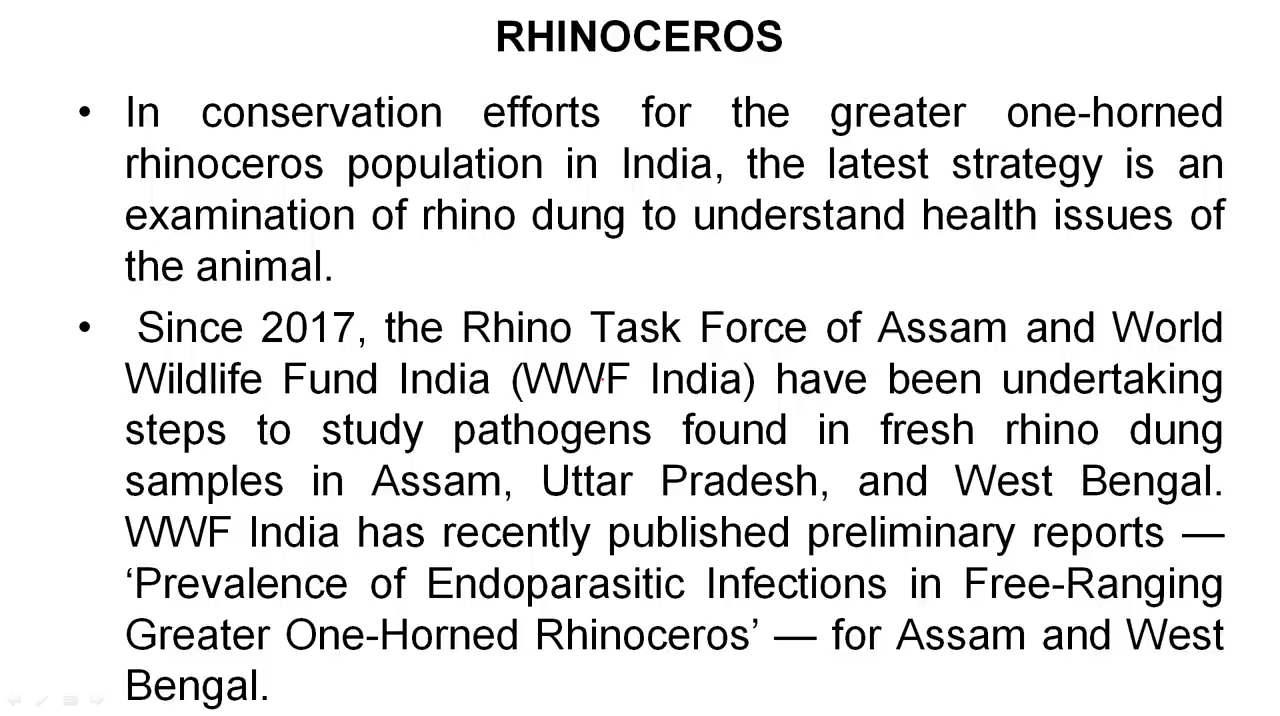 RHINOCEROS
• In conservation efforts for the greater one-horned
rhinoceros population in India, the latest strategy is an
examination of rhino dung to understand health issues of
the animal.
• Since 2017, the Rhino Task Force of Assam and World
Wildlife Fund India (WWF India) have been undertaking
steps to study pathogens found in fresh rhino dung
samples in Assam, Uttar Pradesh, and West Bengal.
WWF India has recently published preliminary reports —
‘Prevalence of Endoparasitic Infections in Free-Ranging
Greater One-Horned Rhinoceros’ — for Assam and West
Bengal.